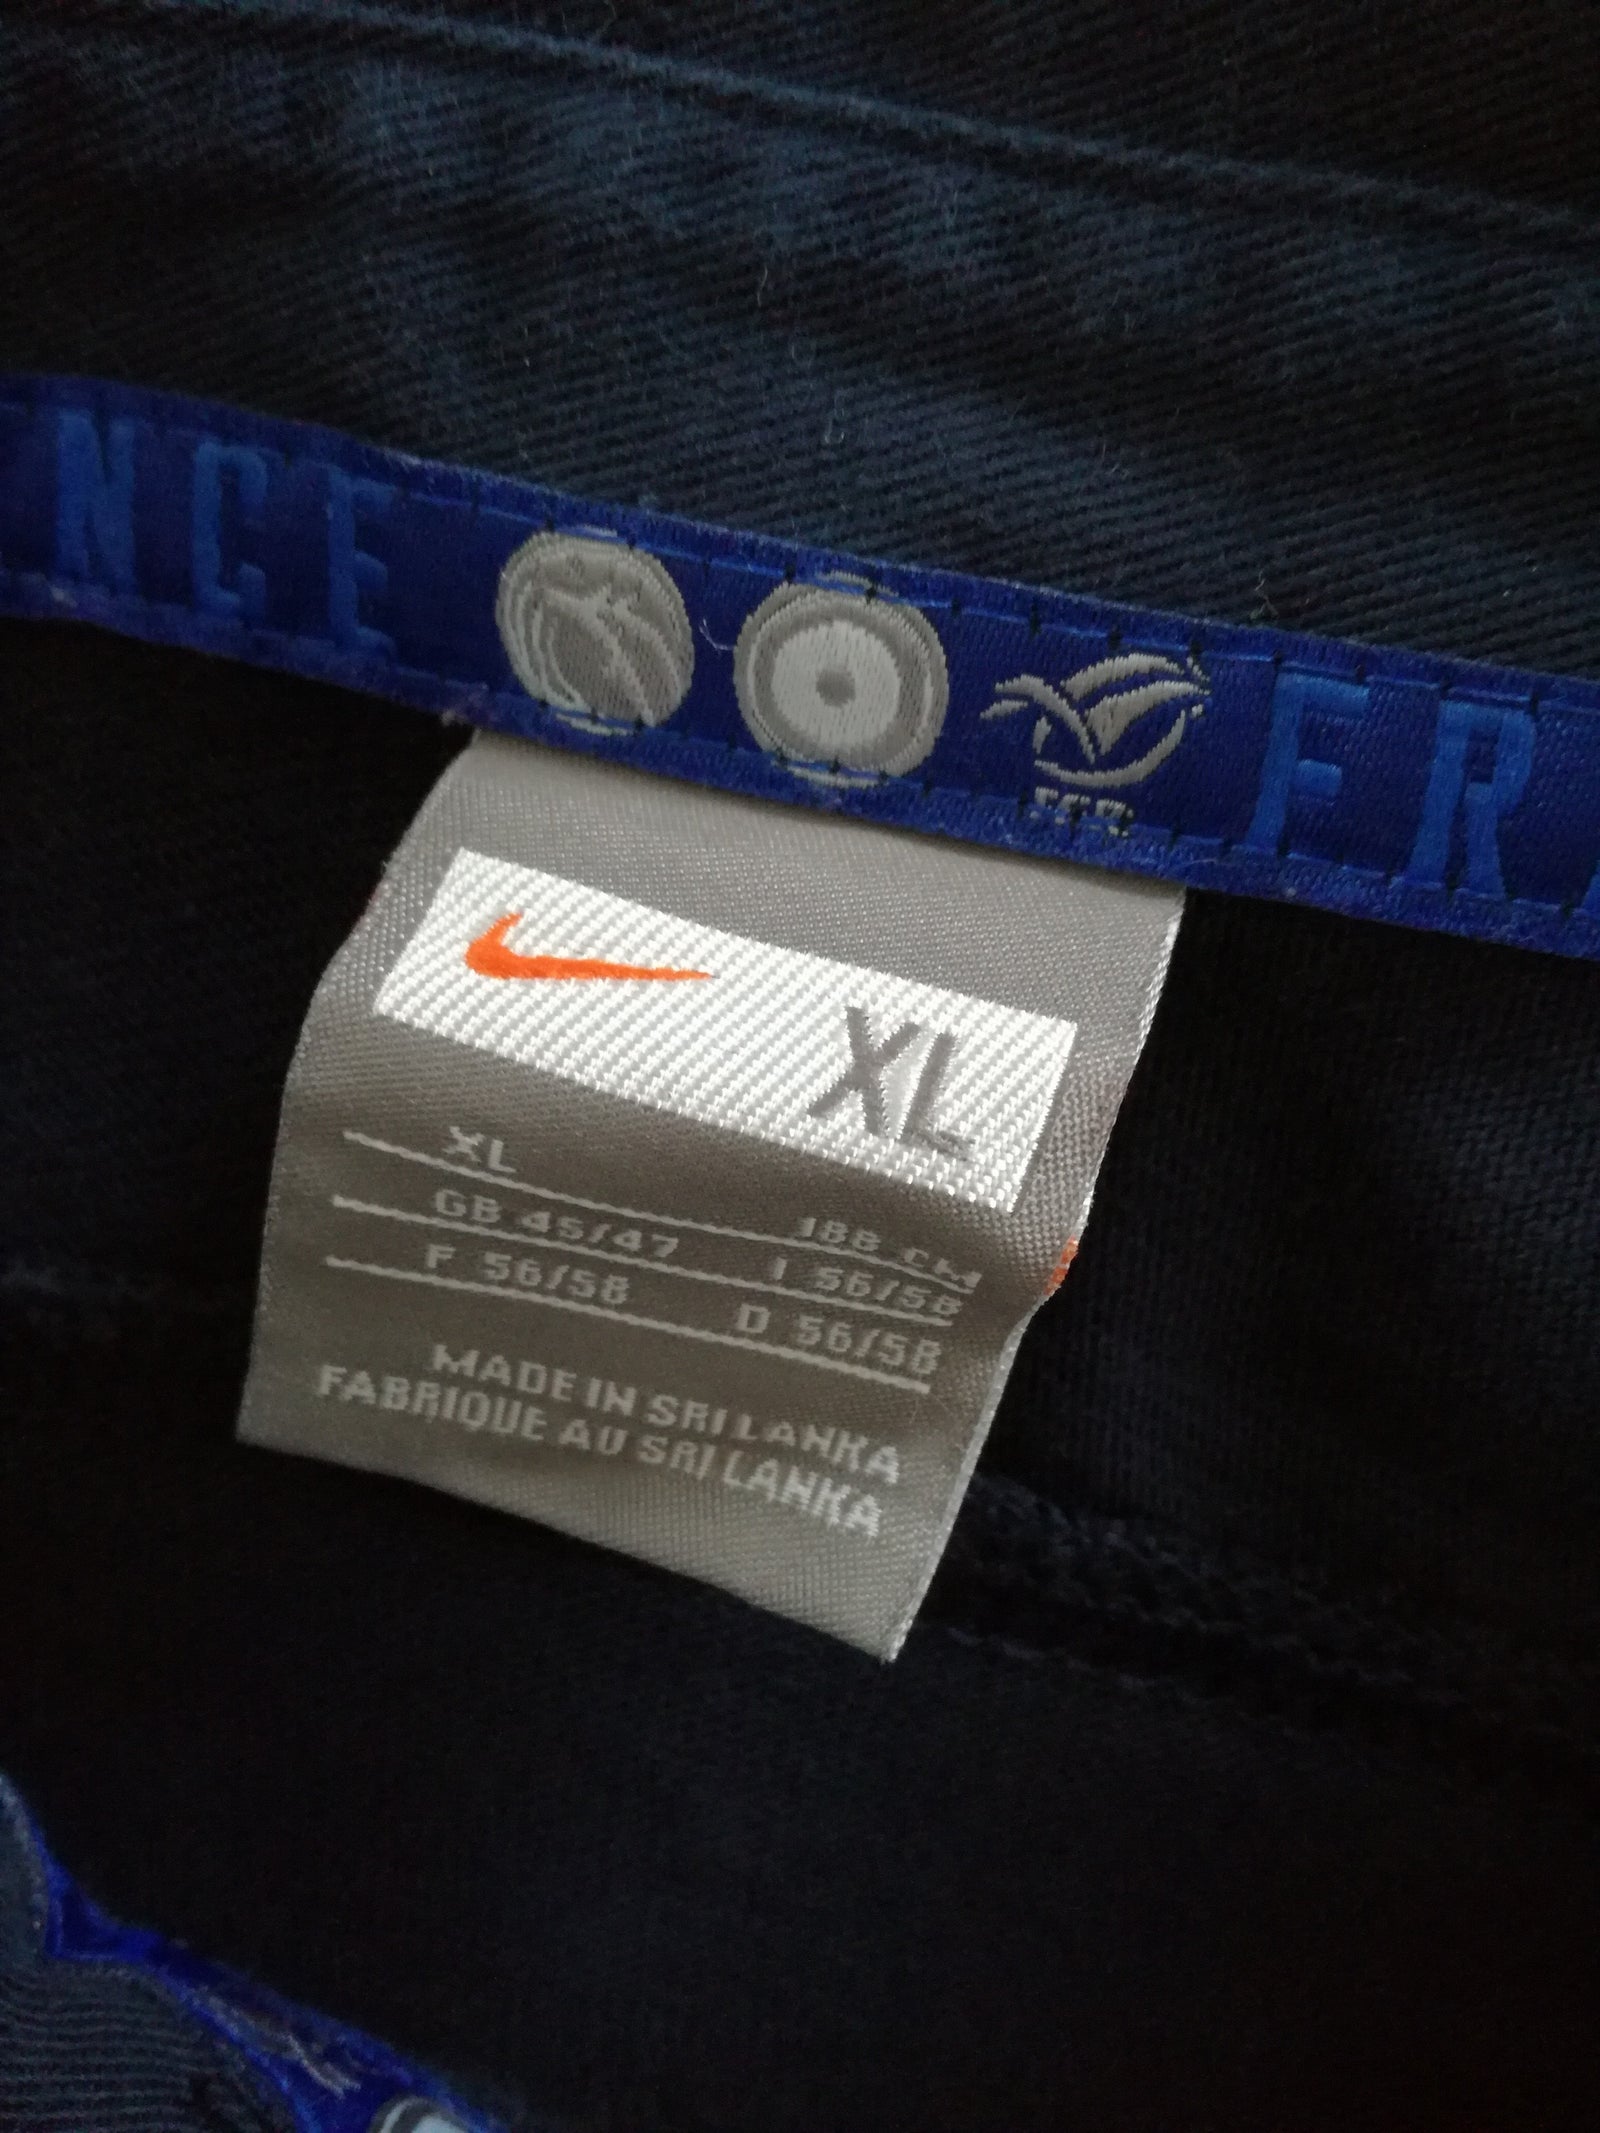 NCE FFR FR
XL
XL 188 CM
GB 45/47 I 56/58
F 56/58 D 56/58
MADE IN SRI LANKA
FABRIQUE AU SRI LANKA